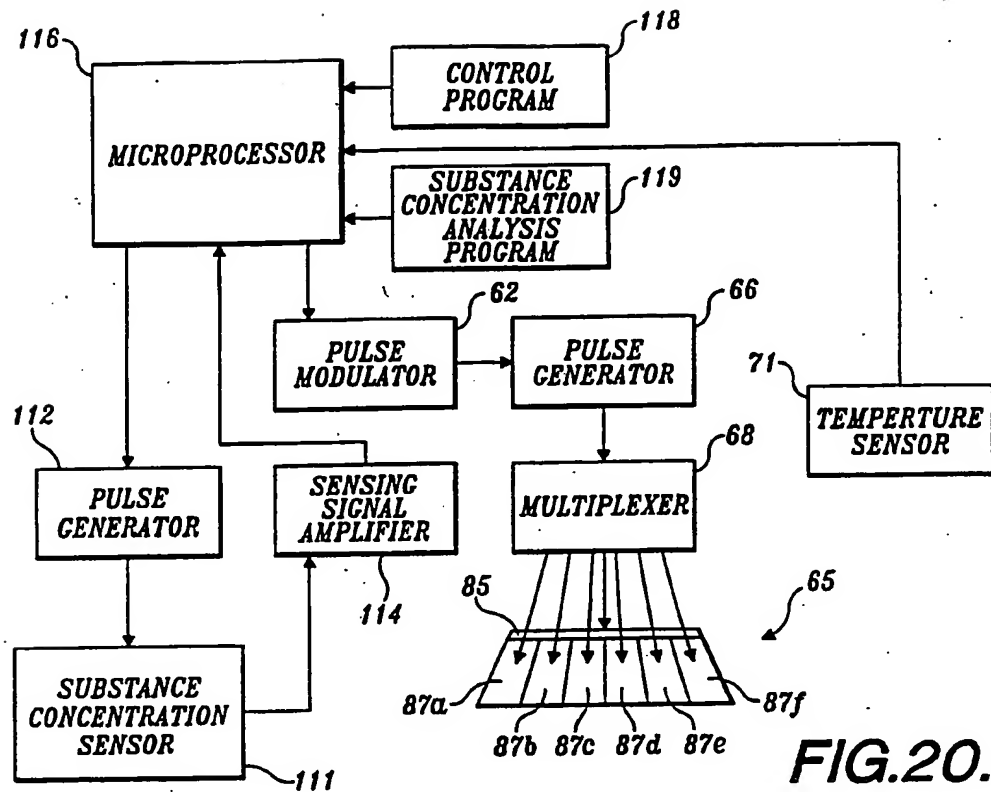 116
118
CONTROL
PROGRAM
MICROPROCESSOR
119
SUBSTANCE
CONCENTRATION
ANALYSIS
PROGRAM
62
66
PULSE
MODULATOR
PULSE
GENERATOR
71
TEMPERTURE
SENSOR
112
68
PULSE
GENERATOR
SENSING
SIGNAL
AMPLIFIER
MULTIPLEXER
114
85
65
SUBSTANCE
CONCENTRATION
SENSOR
111
87a
87b
87c
87d
87e
87f
FIG.20.